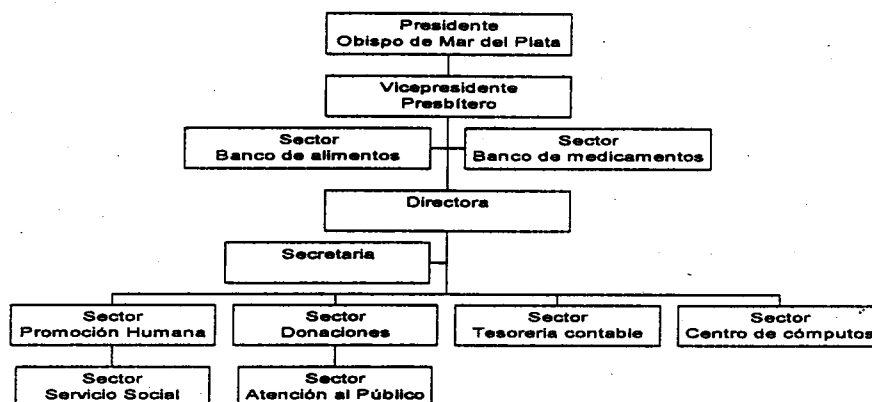 Presidente
Obispo de Mar del Plata
Vicepresidente
Presbítero
Sector
Banco de alimentos
Sector
Banco de medicamentos
Directora
Secretaria
Sector
Promoción Humana
Sector
Donaciones
Sector
Tesoreria contable
Sector
Centro de cómputos
Sector
Servicio Social
Sector
Atención al Público